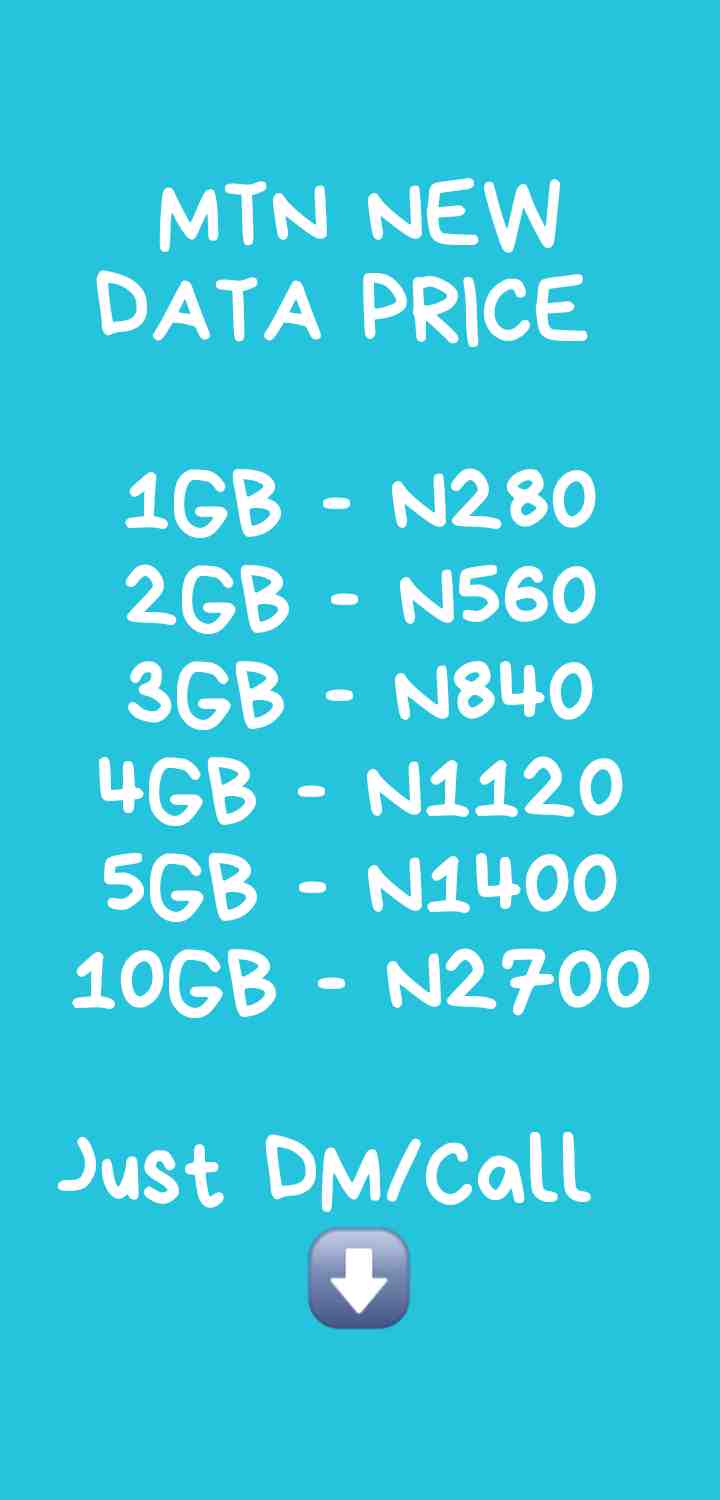 MTN NEW
DATA PRICE
1GB - N280
2GB - N560
3GB - N840
4GB - N1120
5GB - N1400
10GB - N2700
Just DM/Call